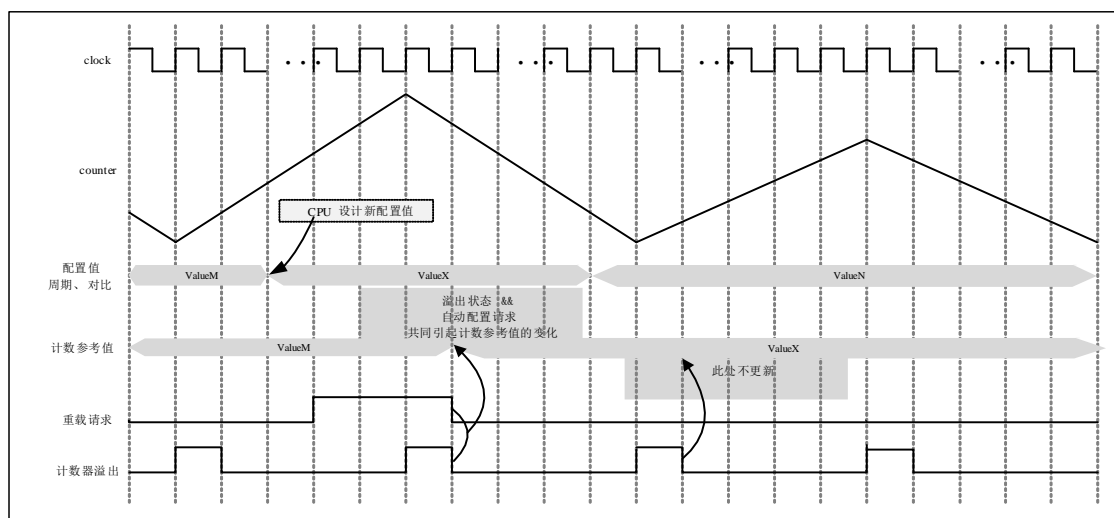 clock
counter
CPU 设计新配置值
配置值
周期、对比
ValueM
ValueX
ValueN
溢出状态 &&
自动配置请求
共同引起计数参考值的变化
计数参考值
ValueM
ValueX
此处不更新
重载请求
计数器溢出